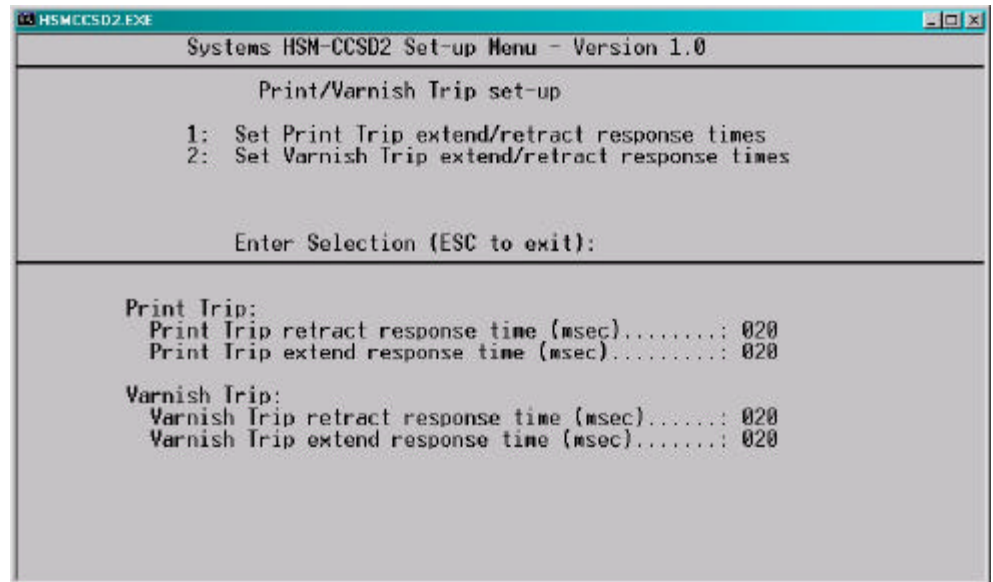 HSMCCSD2.EXE
Systems HSM-CCSD2 Set-up Menu - Version 1.0
Print/Varnish Trip set-up
1: Set Print Trip extend/retract response times
2: Set Varnish Trip extend/retract response times
Enter Selection (ESC to exit):
Print Trip:
Print Trip retract response time (msec)........: 020
Print Trip extend response time (msec).........: 020
Varnish Trip:
Varnish Trip retract response time (msec)......: 020
Varnish Trip extend response time (msec).......: 020